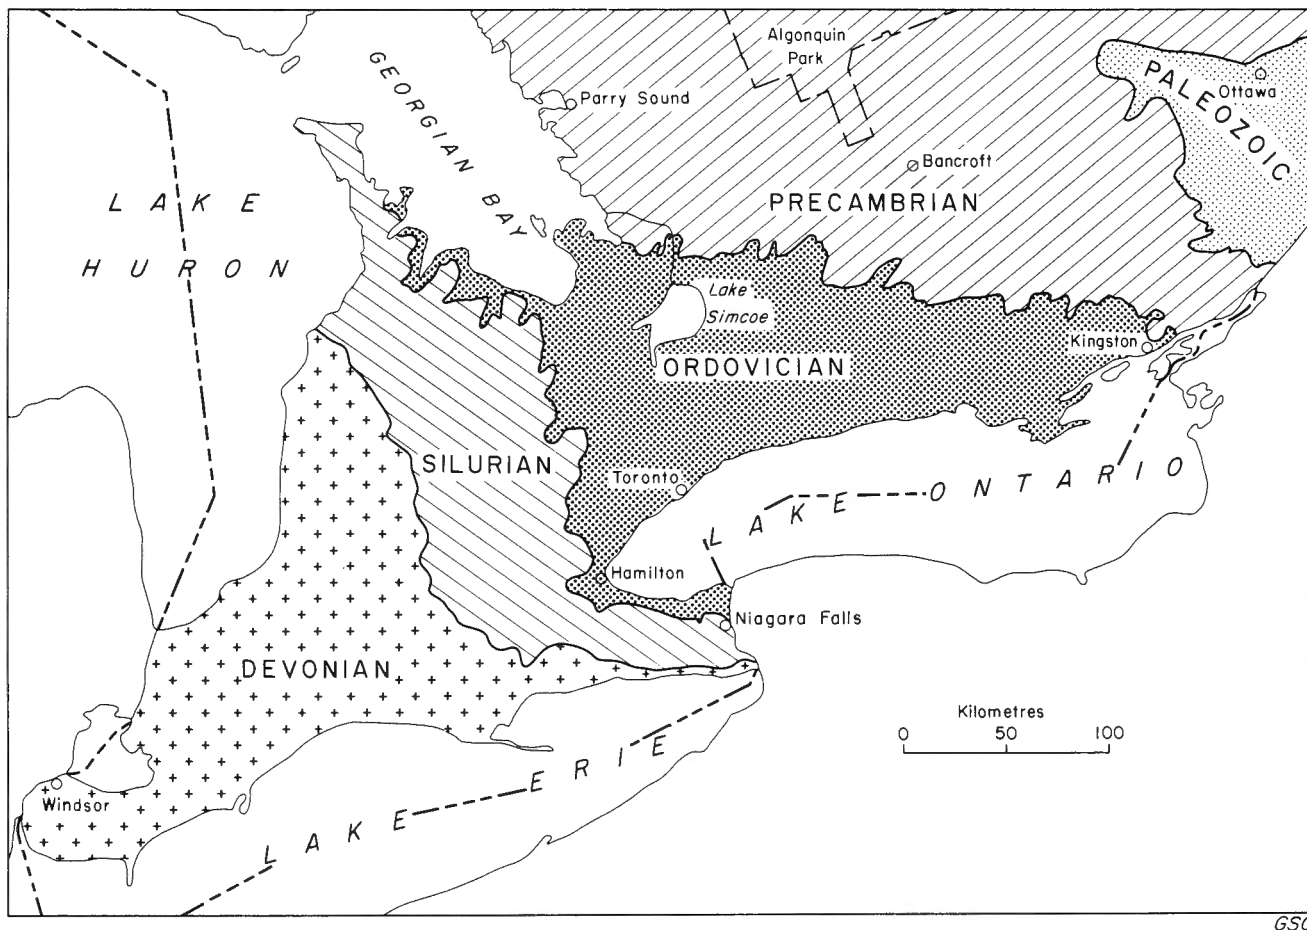 Algonquin
Park
GEORGIAN BAY
Parry Sound
PALEOZOIC
Ottawa
Bancroft
LAKE
HURON
PRECAMBRIAN
Lake
Simcoe
Kingston
ORDOVICIAN
SILURIAN
Toronto
LAKE ONTARIO
Hamilton
Niagara Falls
DEVONIAN
Kilometres
0 50 100
Windsor
LAKE ERIE
GSC